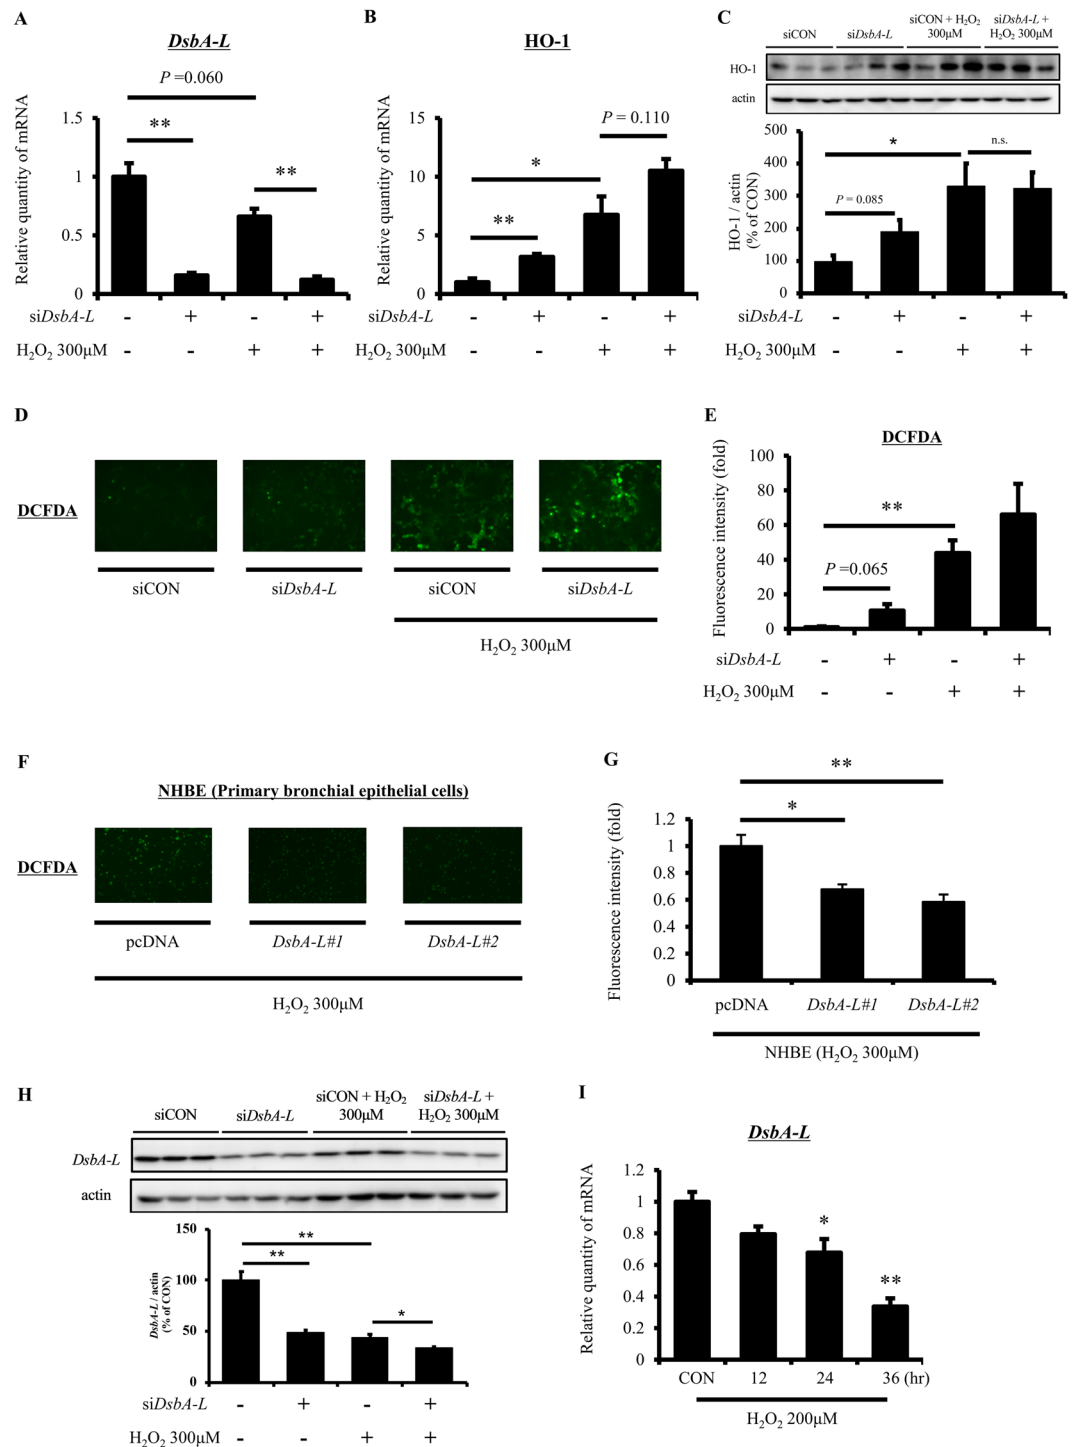 A
DsbA-L
P =0.060
**
**
Relative quantity of mRNA
1.5
1
0.5
0
siDsbA-L - + - +
H₂O₂ 300μM - - + +
B
HO-1
P = 0.110
*
**
Relative quantity of mRNA
15
10
5
0
siDsbA-L - + - +
H₂O₂ 300μM - - + +
C
siCON siDsbA-L siCON + H₂O₂ 300μM siDsbA-L + H₂O₂ 300μM
HO-1
actin
* n.s.
P = 0.085
HO-1 / actin
(% of CON)
500
400
300
200
100
0
siDsbA-L - + - +
H₂O₂ 300μM - - + +
D
DCFDA
siCON siDsbA-L siCON siDsbA-L
H₂O₂ 300μM
E
DCFDA
Fluorescence intensity (fold)
100
80
60
40
20
0
**
P =0.065
siDsbA-L - + - +
H₂O₂ 300μM - - + +
F
NHBE (Primary bronchial epithelial cells)
DCFDA
pcDNA DsbA-L#1 DsbA-L#2
H₂O₂ 300μM
G
**
*
Fluorescence intensity (fold)
1.2
1
0.8
0.6
0.4
0.2
0
pcDNA DsbA-L#1 DsbA-L#2
NHBE (H₂O₂ 300μM)
H
siCON siDsbA-L siCON + H₂O₂ 300μM siDsbA-L + H₂O₂ 300μM
DsbA-L
actin
DsbA-L / actin
(% of CON)
150
100
50
0
**
**
*
siDsbA-L - + - +
H₂O₂ 300μM - - + +
I
DsbA-L
Relative quantity of mRNA
1.2
1
0.8
0.6
0.4
0.2
0
*
**
CON 12 24 36 (hr)
H₂O₂ 200μM